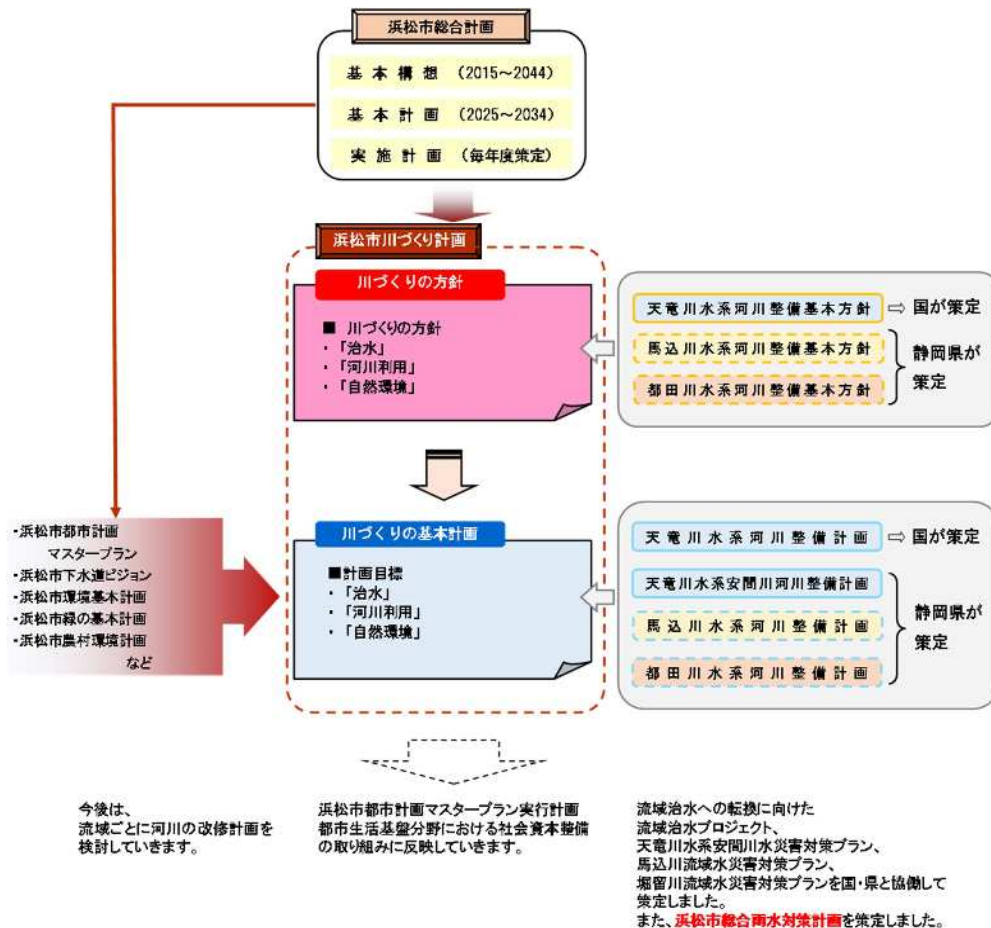 浜松市総合計画
基本構想 (2015～2044)
基本計画 (2025～2034)
実施計画 (毎年度策定)
浜松市川づくり計画
川づくりの方針
■ 川づくりの方針
・「治水」
・「河川利用」
・「自然環境」
天竜川水系河川整備基本方針 ⇨ 国が策定
馬込川水系河川整備基本方針
都田川水系河川整備基本方針
静岡県が
策定
・浜松市都市計画
マスタープラン
・浜松市下水道ビジョン
・浜松市環境基本計画
・浜松市緑の基本計画
・浜松市農村環境計画
など
川づくりの基本計画
■計画目標
・「治水」
・「河川利用」
・「自然環境」
天竜川水系河川整備計画 ⇨ 国が策定
天竜川水系安間川河川整備計画
馬込川水系河川整備計画
都田川水系河川整備計画
静岡県が
策定
今後は、
流域ごとに河川の改修計画を
検討していきます。
浜松市都市計画マスタープラン実行計画
都市生活基盤分野における社会資本整備
の取り組みに反映していきます。
流域治水への転換に向けた
流域治水プロジェクト、
天竜川水系安間川水災害対策プラン、
馬込川流域水災害対策プラン、
堀留川流域水災害対策プランを国・県と協働して
策定しました。
また、浜松市総合雨水対策計画を策定しました。